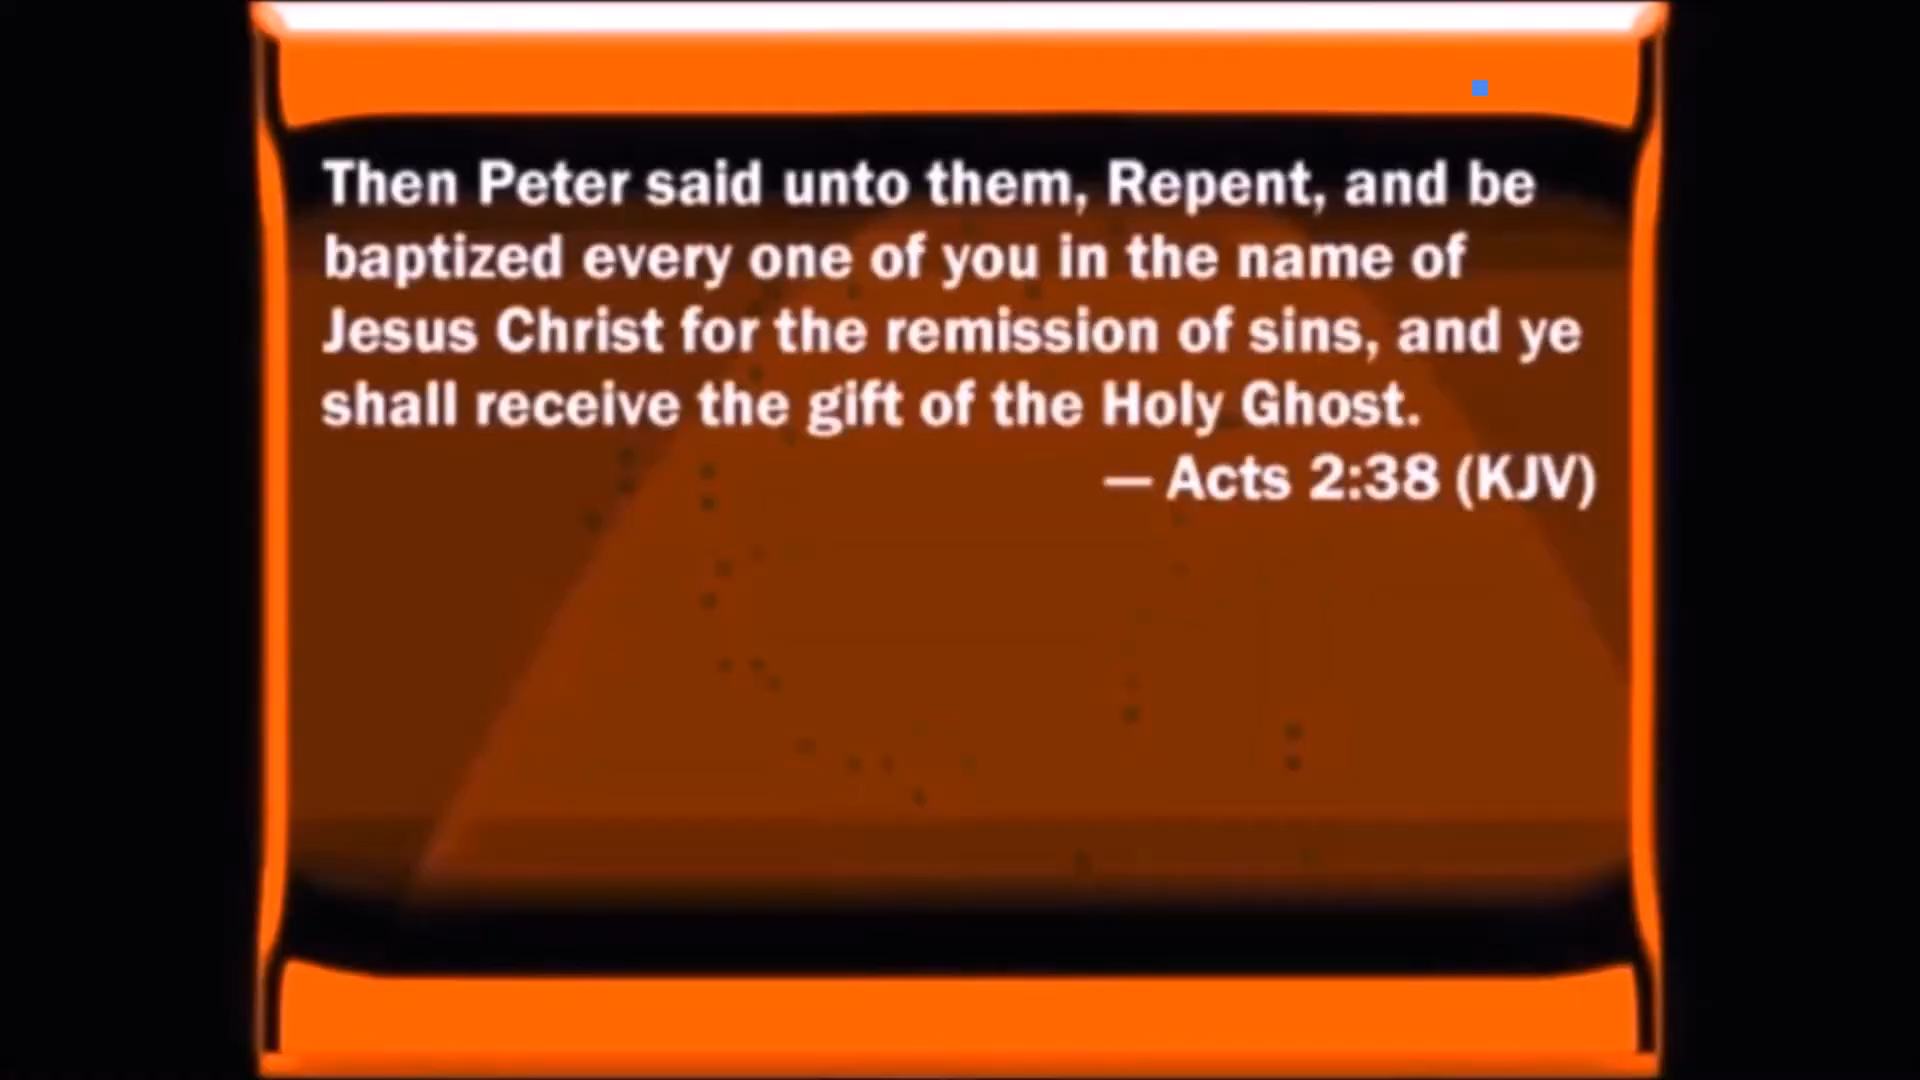 Then Peter said unto them, Repent, and be
baptized every one of you in the name of
Jesus Christ for the remission of sins, and ye
shall receive the gift of the Holy Ghost.
— Acts 2:38 (KJV)